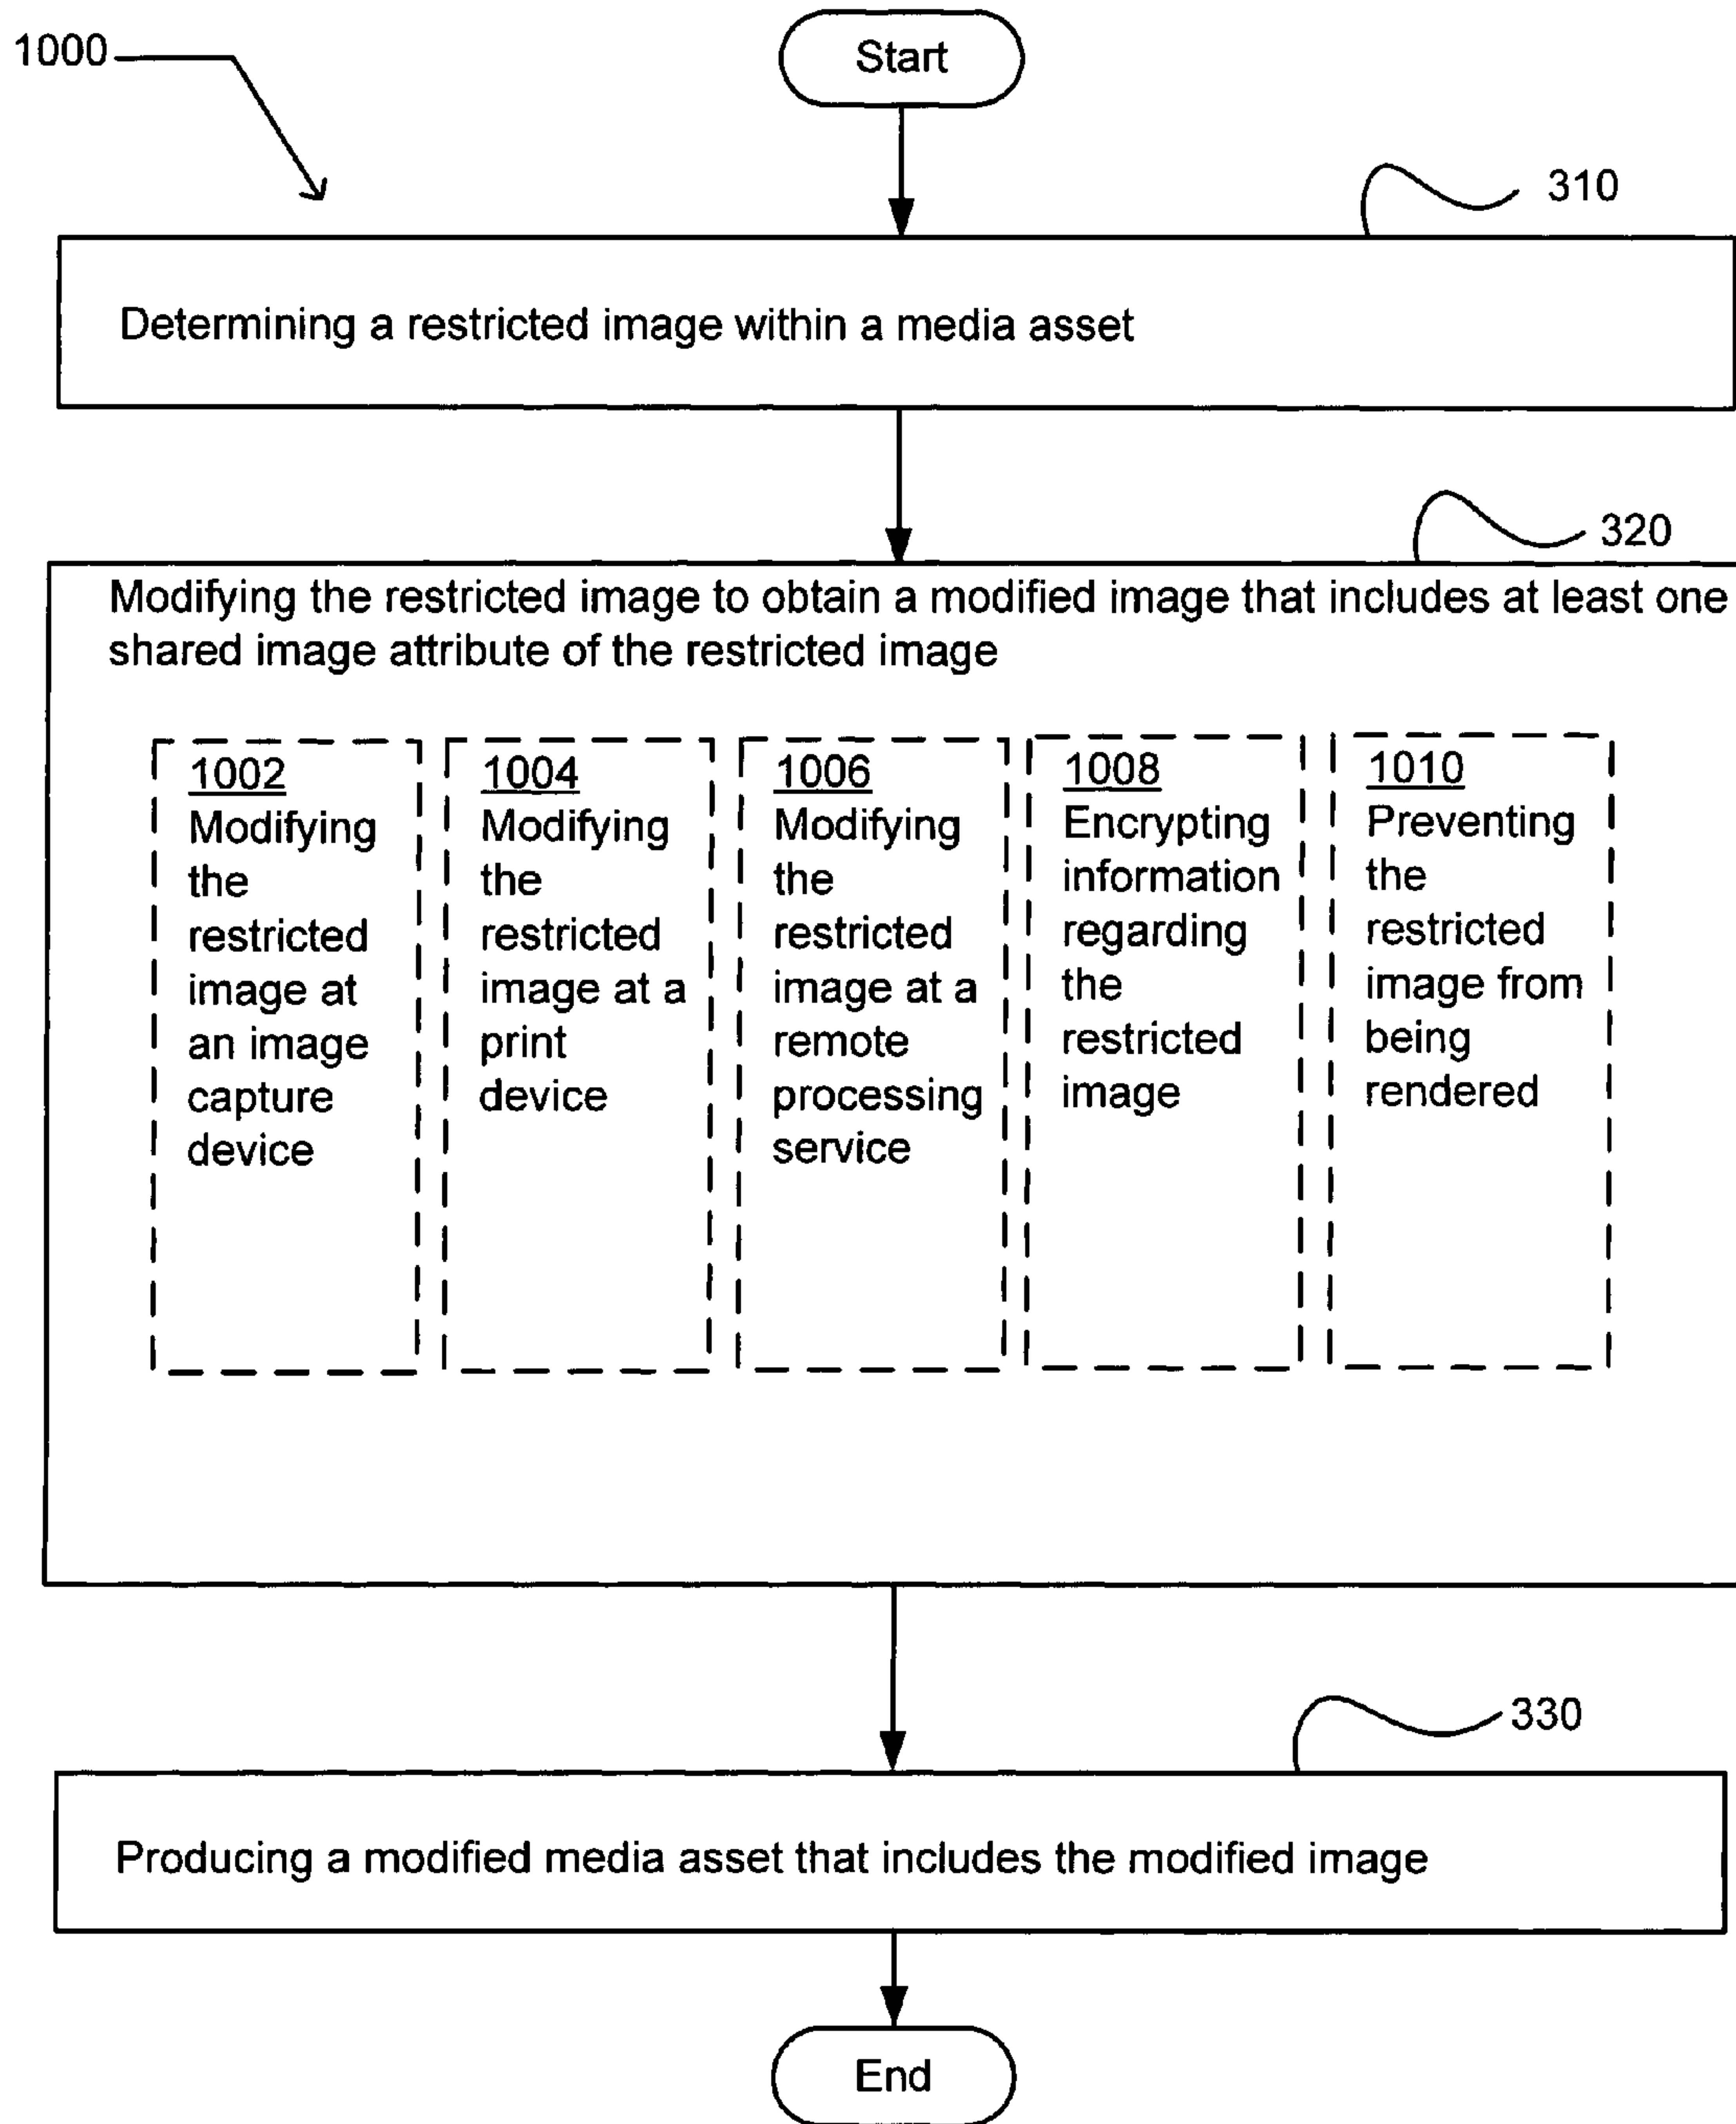 1000
Start
310
Determining a restricted image within a media asset
320
Modifying the restricted image to obtain a modified image that includes at least one
shared image attribute of the restricted image
1002
Modifying
the
restricted
image at
an image
capture
device
1004
Modifying
the
restricted
image at a
print
device
1006
Modifying
the
restricted
image at a
remote
processing
service
1008
Encrypting
information
regarding
the
restricted
image
1010
Preventing
the
restricted
image from
being
rendered
330
Producing a modified media asset that includes the modified image
End